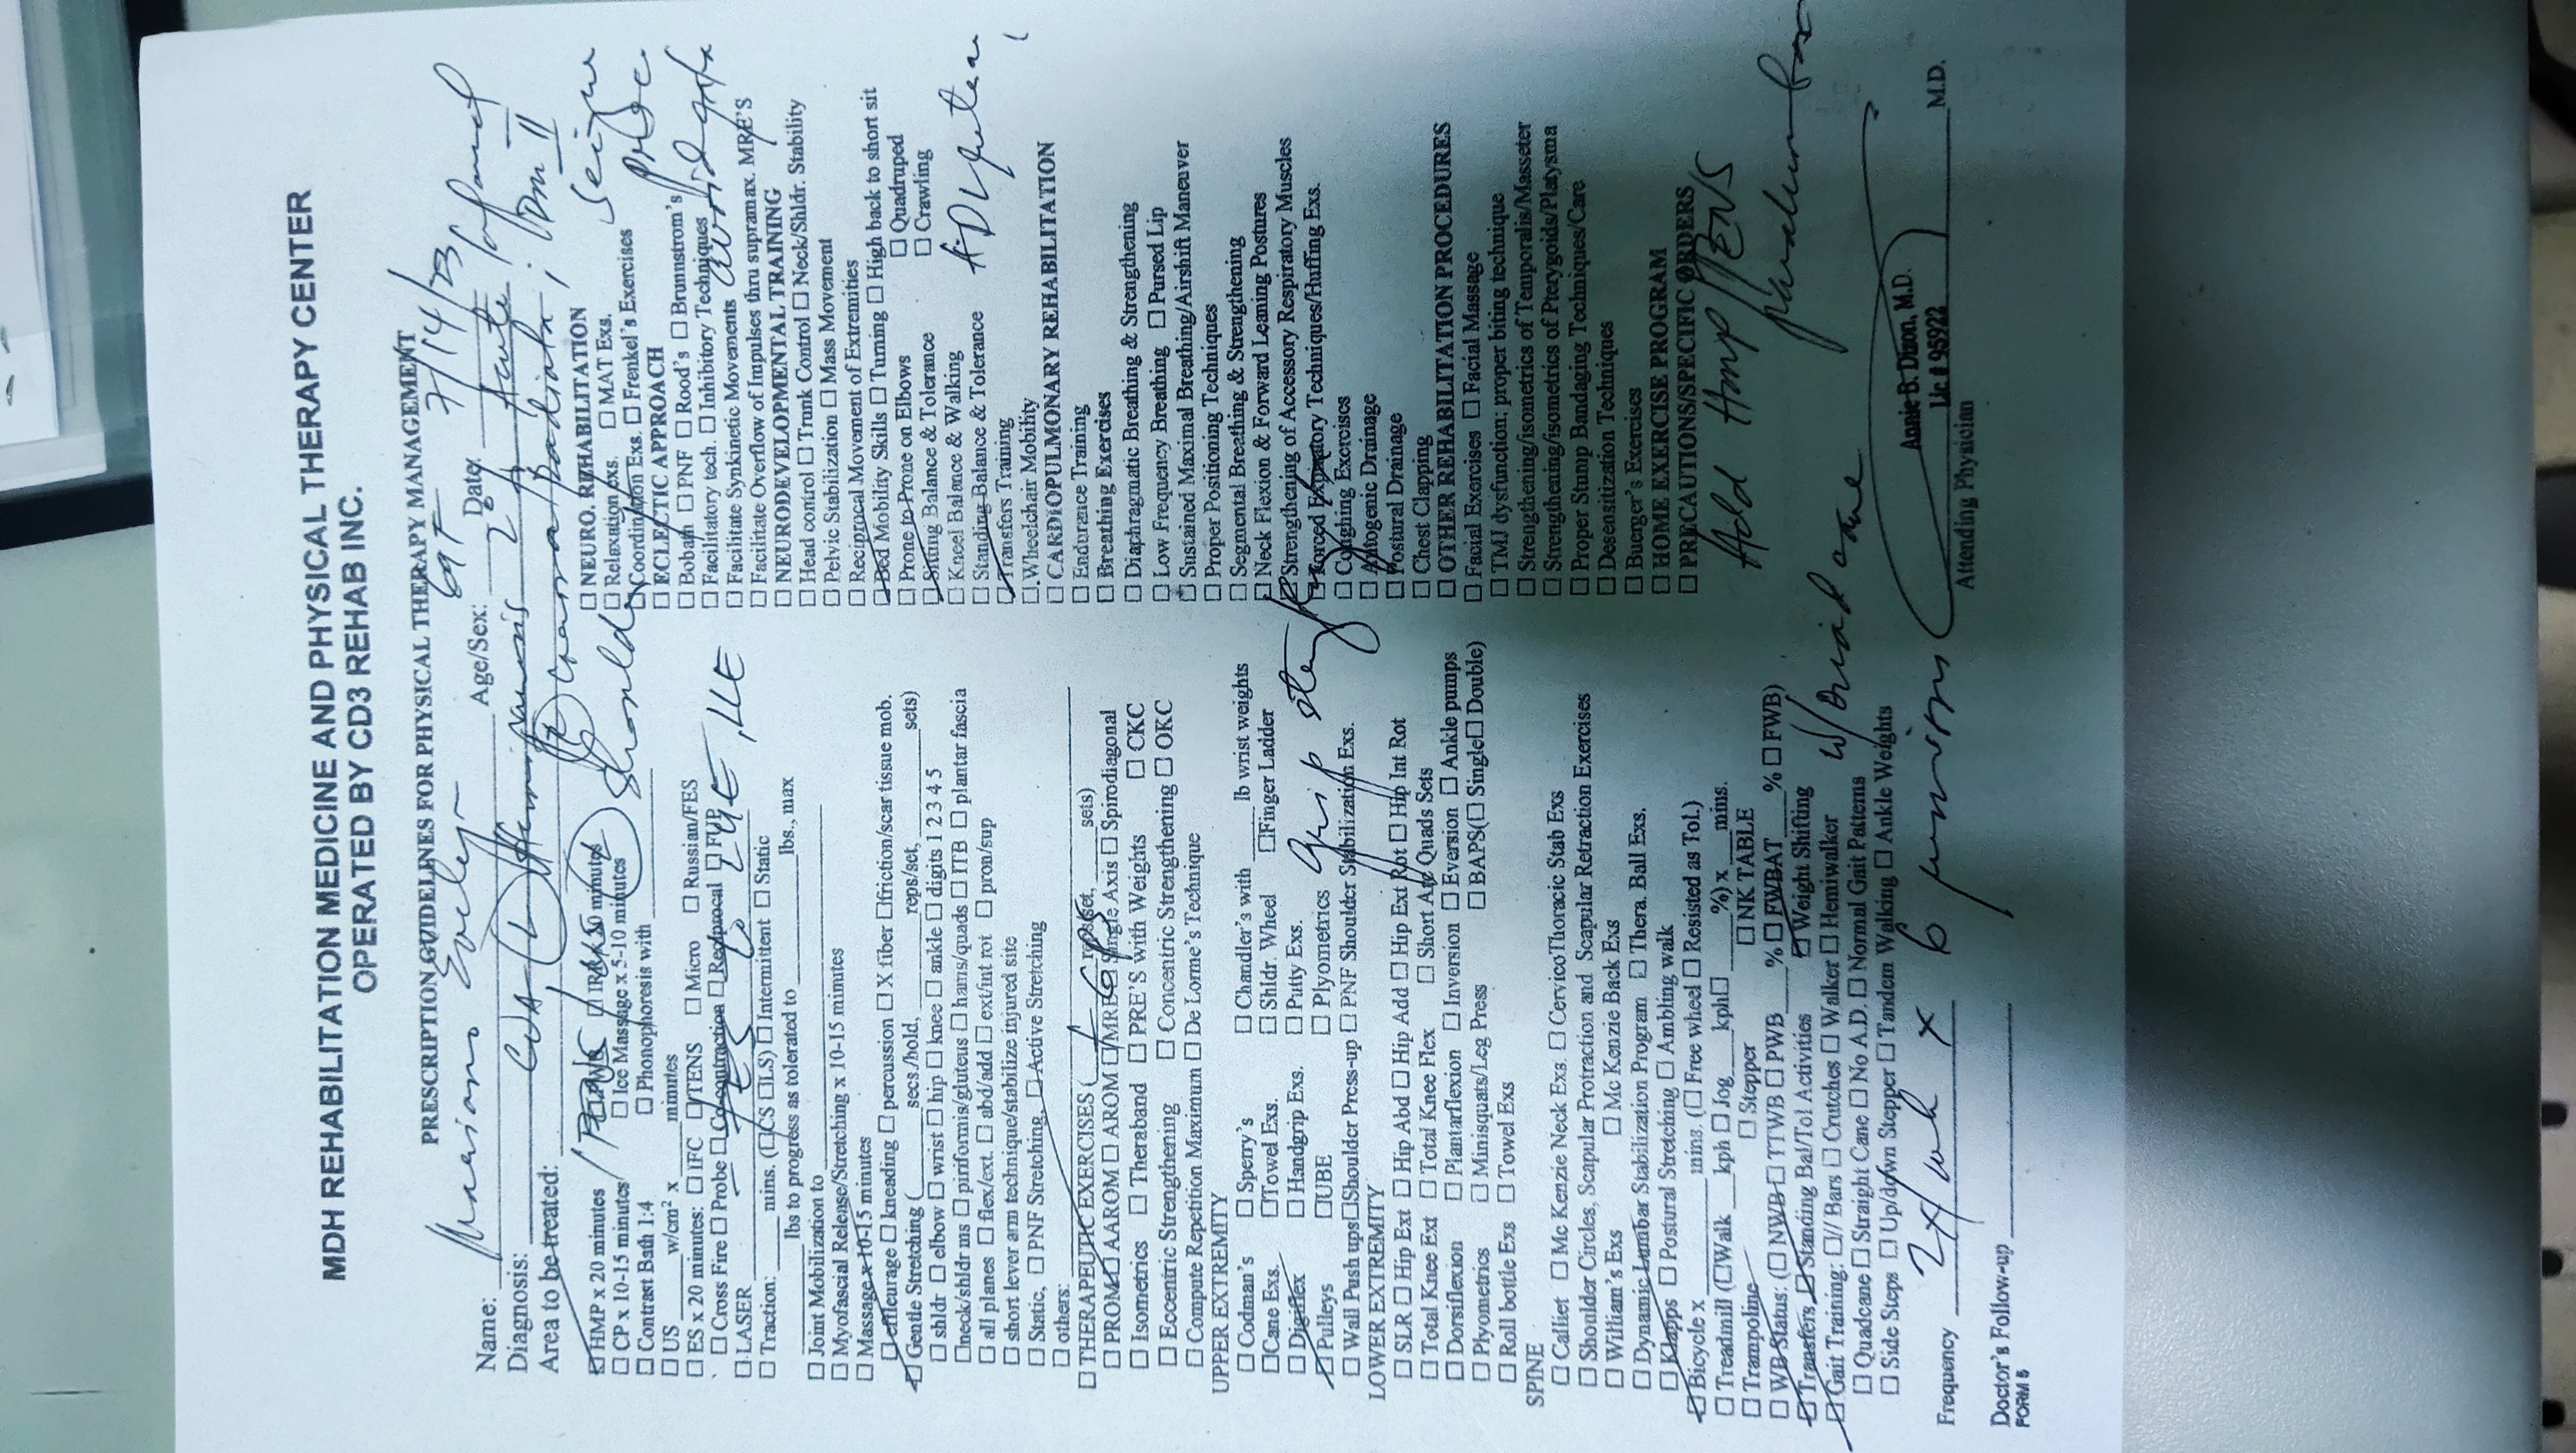 MDH REHABILITATION MEDICINE AND PHYSICAL THERAPY CENTER
OPERATED BY CD3 REHAB INC.
PRESCRIPTION GUIDELINES FOR PHYSICAL THERAPY MANAGEMENT
Name: Mariano Evelyn Age/Sex: 69F Date: 7/14/23
Diagnosis: CVA (L) Hemiparesis 2° to Acute Infarct
Area to be treated: (R) corona radiata; DM II
☑ HMP x 20 minutes ☐ PWB ☐ IRR x 20 minutes
☐ CP x 10-15 minutes ☐ Ice Massage x 5-10 minutes (L) Shoulder
☐ Contrast Bath 1:4 ☐ Phonophoresis with ____
☐ US ____ w/cm² x ____ minutes
☐ ES x 20 minutes: ☐ IFC ☐ TENS ☐ Micro ☐ Russian/FES
☐ Cross Fire ☐ Probe ☐ Co-contraction ☐ Reciprocal ☐ FUP
FES to LUE, LLE
☐ LASER ____
☐ Traction: ____ mins. (☐CS ☐LS) ☐ Intermittent ☐ Static
____ lbs to progress as tolerated to ____ lbs., max
☐ Joint Mobilization to ____
☐ Myofascial Release/Stretching x 10-15 minutes
☐ Massage x 10-15 minutes
☐ effleurage ☐ kneading ☐ percussion ☐ X fiber ☐friction/scar tissue mob.
☑ Gentle Stretching (____ secs./hold, ____ reps/set, ____ sets)
☐ shldr ☐ elbow ☐ wrist ☐ hip ☐ knee ☐ ankle ☐ digits 1 2 3 4 5
☐neck/shldr ms ☐ piriformis/gluteus ☐ hams/quads ☐ ITB ☐ plantar fascia
☐ all planes ☐ flex/ext. ☐ abd/add ☐ ext/int rot ☐ pron/sup
☐ short lever arm technique/stabilize injured site
☐ Static, ☐ PNF Stretching, ☐ Active Stretching
☐ others: ____
☐ THERAPEUTIC EXERCISES (____ reps/set, ____ sets)
☐ PROM ☑ AAROM ☐ AROM ☐ MRE ☐ Single Axis ☐ Spirodiagonal
☐ Isometrics ☐ Theraband ☐ PRE'S with Weights ☐ CKC
☐ Eccentric Strengthening ☐ Concentric Strengthening ☐ OKC
☐ Compute Repetition Maximum ☐ De Lorme's Technique
UPPER EXTREMITY
☐ Codman's ☐ Sperry's ☐ Chandler's with ____ lb wrist weights
☐Cane Exs. ☐Towel Exs. ☐ Shldr. Wheel ☐Finger Ladder
☐ Digiflex ☐ Handgrip Exs. ☐ Putty Exs.
☑ Pulleys ☐UBE ☐ Plyometrics grip
☐ Wall Push ups☐Shoulder Press-up ☐ PNF Shoulder Stabilization Exs.
LOWER EXTREMITY
☐ SLR ☐ Hip Ext ☐ Hip Abd ☐ Hip Add ☐ Hip Ext Rot ☐ Hip Int Rot
☐ Total Knee Ext ☐ Total Knee Flex ☐ Short Arc Quads Sets
☐ Dorsiflexion ☐ Plantarflexion ☐ Inversion ☐ Eversion ☐ Ankle pumps
☐ Plyometrics ☐ Minisquats/Leg Press ☐ BAPS(☐ Single☐ Double)
☐ Roll bottle Exs ☐ Towel Exs
SPINE
☐ Calliet ☐ Mc Kenzie Neck Exs. ☐ CervicoThoracic Stab Exs
☐ Shoulder Circles, Scapular Protraction and Scapular Retraction Exercises
☐ William's Exs ☐ Mc Kenzie Back Exs
☐ Dynamic Lumbar Stabilization Program ☐ Thera. Ball Exs.
☐ Klapps ☐ Postural Stretching ☐ Ambling walk
☑ Bicycle x ____ mins. (☐ Free wheel ☐ Resisted as Tol.)
☐ Treadmill (☐Walk ___kph ☐ Jog___kph☐ ____%) x ___mins.
☐ Trampoline ☐ Stepper ☐ NK TABLE
☐ WB Status: (☐ NWB ☐ TTWB ☐ PWB___% ☐ FWBAT___% ☐ FWB)
☑ Transfers ☑ Standing Bal/Tol Activities ☑ Weight Shifting
☑ Gait Training: ☐// Bars ☐ Crutches ☐ Walker ☐ Hemiwalker w/ quad cane
☐ Quadcane ☐ Straight Cane ☐ No A.D. ☐ Normal Gait Patterns
☐ Side Steps ☐ Up/down Stepper ☐ Tandem Walking ☐ Ankle Weights
Frequency 2x/wk x 6
Doctor's Follow-up ____
FORM 5
☐ NEURO. REHABILITATION
☐ Relaxation exs. ☐ MAT Exs. Seizure
☑ Coordination Exs. ☐ Frenkel's Exercises prec
☐ ECLECTIC APPROACH
☐ Bobath ☐ PNF ☐ Rood's ☐ Brunnstrom's
☐ Facilitatory tech. ☐ Inhibitory Techniques
☐ Facilitate Synkinetic Movements avoid
☐ Facilitate Overflow of Impulses thru supramax. MRE'S
☐ NEURODEVELOPMENTAL TRAINING
☐ Head control ☐ Trunk Control ☐ Neck/Shldr. Stability
☐ Pelvic Stabilization ☐ Mass Movement
☐ Reciprocal Movement of Extremities
☑ Bed Mobility Skills ☐ Turning ☐ High back to short sit
☐ Prone to Prone on Elbows ☐ Quadruped
☑ Sitting Balance & Tolerance ☐ Crawling
☐ Kneel Balance & Walking
☐ Standing Balance & Tolerance ADL
☑ Transfers Training
☐ Wheelchair Mobility
☐ CARDIOPULMONARY REHABILITATION
☐ Endurance Training
☐ Breathing Exercises
☐ Diaphragmatic Breathing & Strengthening
☐ Low Frequency Breathing ☐ Pursed Lip
☐ Sustained Maximal Breathing/Airshift Maneuver
☐ Proper Positioning Techniques
☐ Segmental Breathing & Strengthening
☐ Neck Flexion & Forward Leaning Postures
☐ Strengthening of Accessory Respiratory Muscles
☐ Forced Expiratory Techniques/Huffing Exs.
☐ Coughing Exercises
☐ Autogenic Drainage
☐ Postural Drainage
☐ Chest Clapping
☐ OTHER REHABILITATION PROCEDURES
☐ Facial Exercises ☐ Facial Massage
☐ TMJ dysfunction; proper biting technique
☐ Strengthening/isometrics of Temporalis/Masseter
☐ Strengthening/isometrics of Pterygoids/Platysma
☐ Proper Stump Bandaging Techniques/Care
☐ Desensitization Techniques
☐ Buerger's Exercises
☐ HOME EXERCISE PROGRAM
☐ PRECAUTIONS/SPECIFIC ORDERS
Add HMP/TENS
paralumbar
Annie B. Dizon, M.D.
Lic # 95922 M.D.
Attending Physician